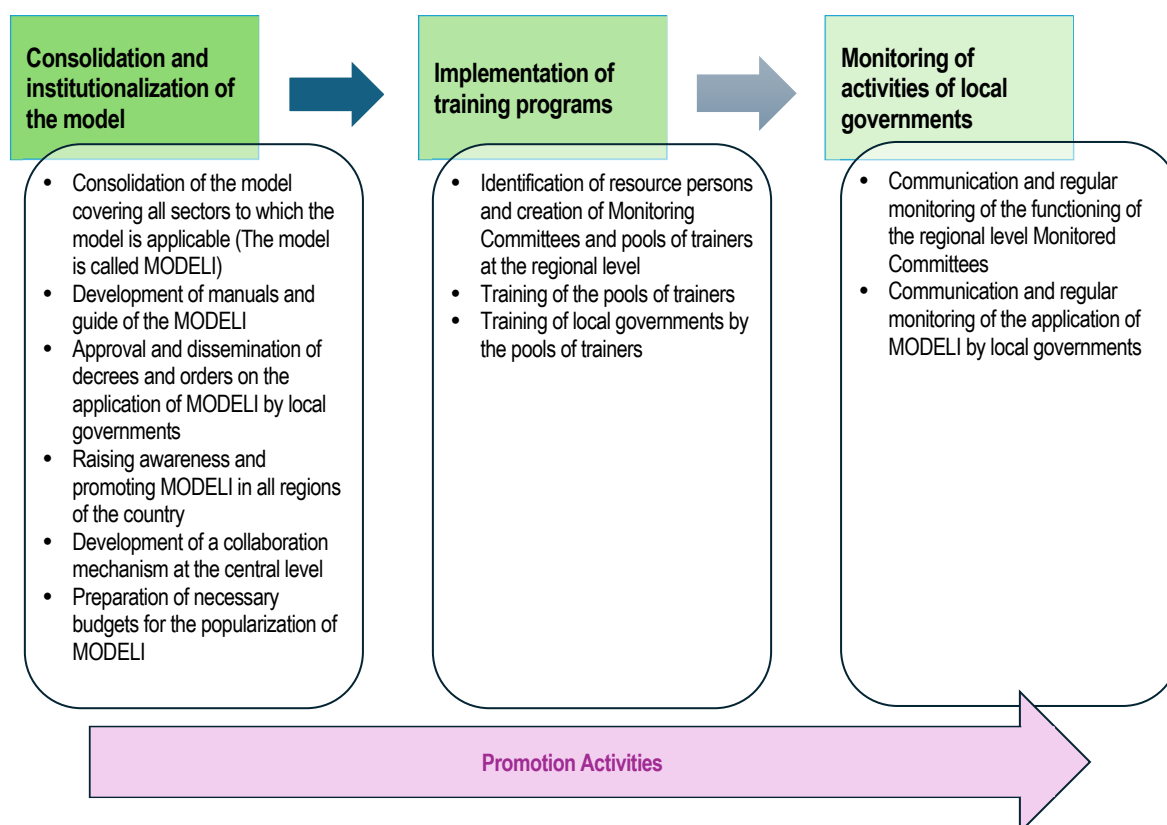 Consolidation and
institutionalization of
the model
• Consolidation of the model
covering all sectors to which the
model is applicable (The model
is called MODELI)
• Development of manuals and
guide of the MODELI
• Approval and dissemination of
decrees and orders on the
application of MODELI by local
governments
• Raising awareness and
promoting MODELI in all regions
of the country
• Development of a collaboration
mechanism at the central level
• Preparation of necessary
budgets for the popularization of
MODELI
Implementation of
training programs
• Identification of resource persons
and creation of Monitoring
Committees and pools of trainers
at the regional level
• Training of the pools of trainers
• Training of local governments by
the pools of trainers
Monitoring of
activities of local
governments
• Communication and regular
monitoring of the functioning of
the regional level Monitored
Committees
• Communication and regular
monitoring of the application of
MODELI by local governments
Promotion Activities